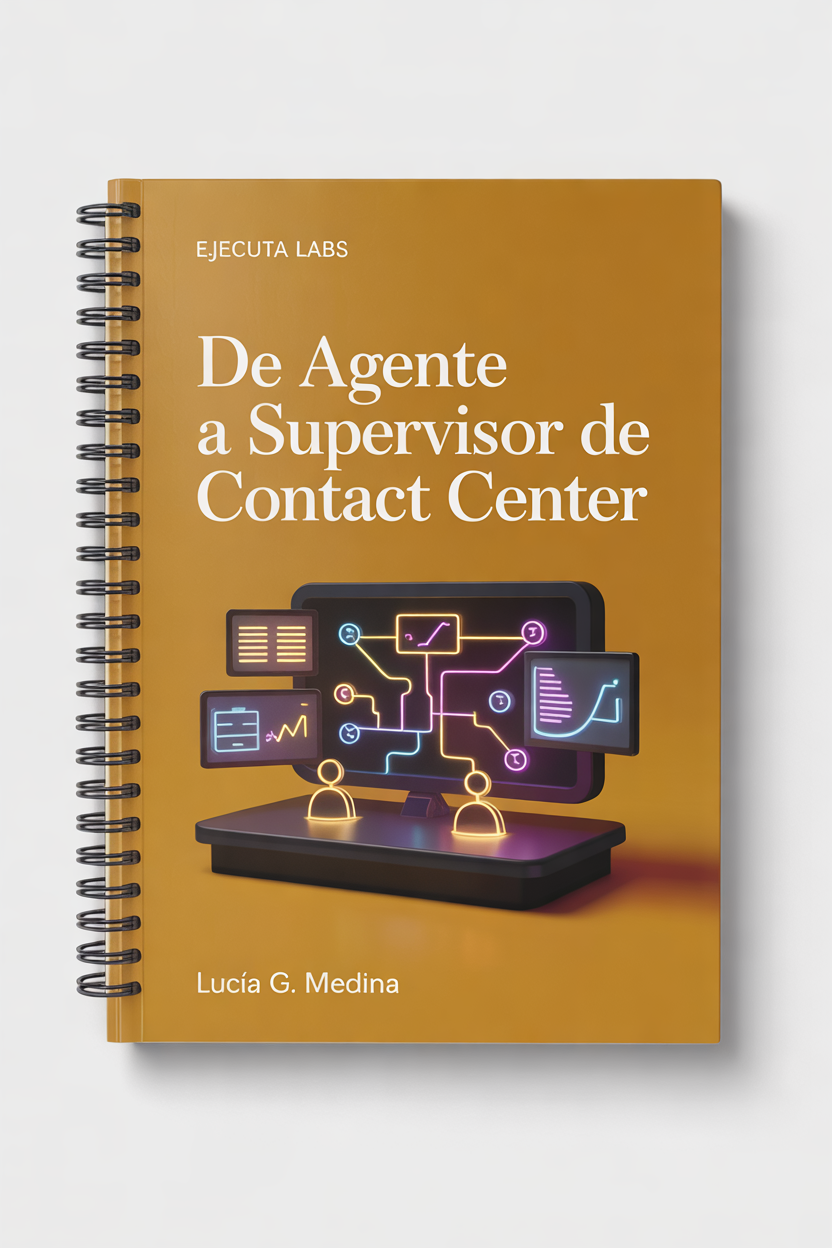 EJECUTA LABS
De Agente
a Supervisor de
Contact Center
Lucía G. Medina